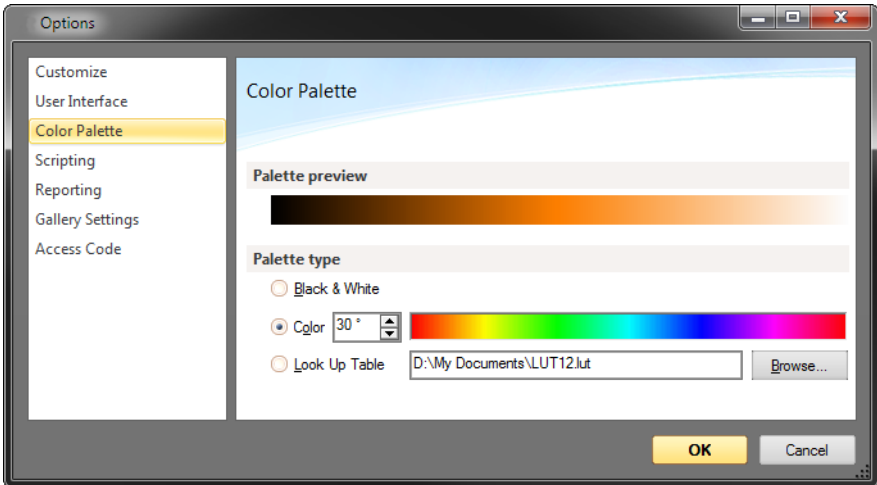 Options
Customize
User Interface
Color Palette
Scripting
Reporting
Gallery Settings
Access Code
Color Palette
Palette preview
Palette type
Black & White
Color 30 °
Look Up Table D:\My Documents\LUT12.lut Browse...
OK Cancel